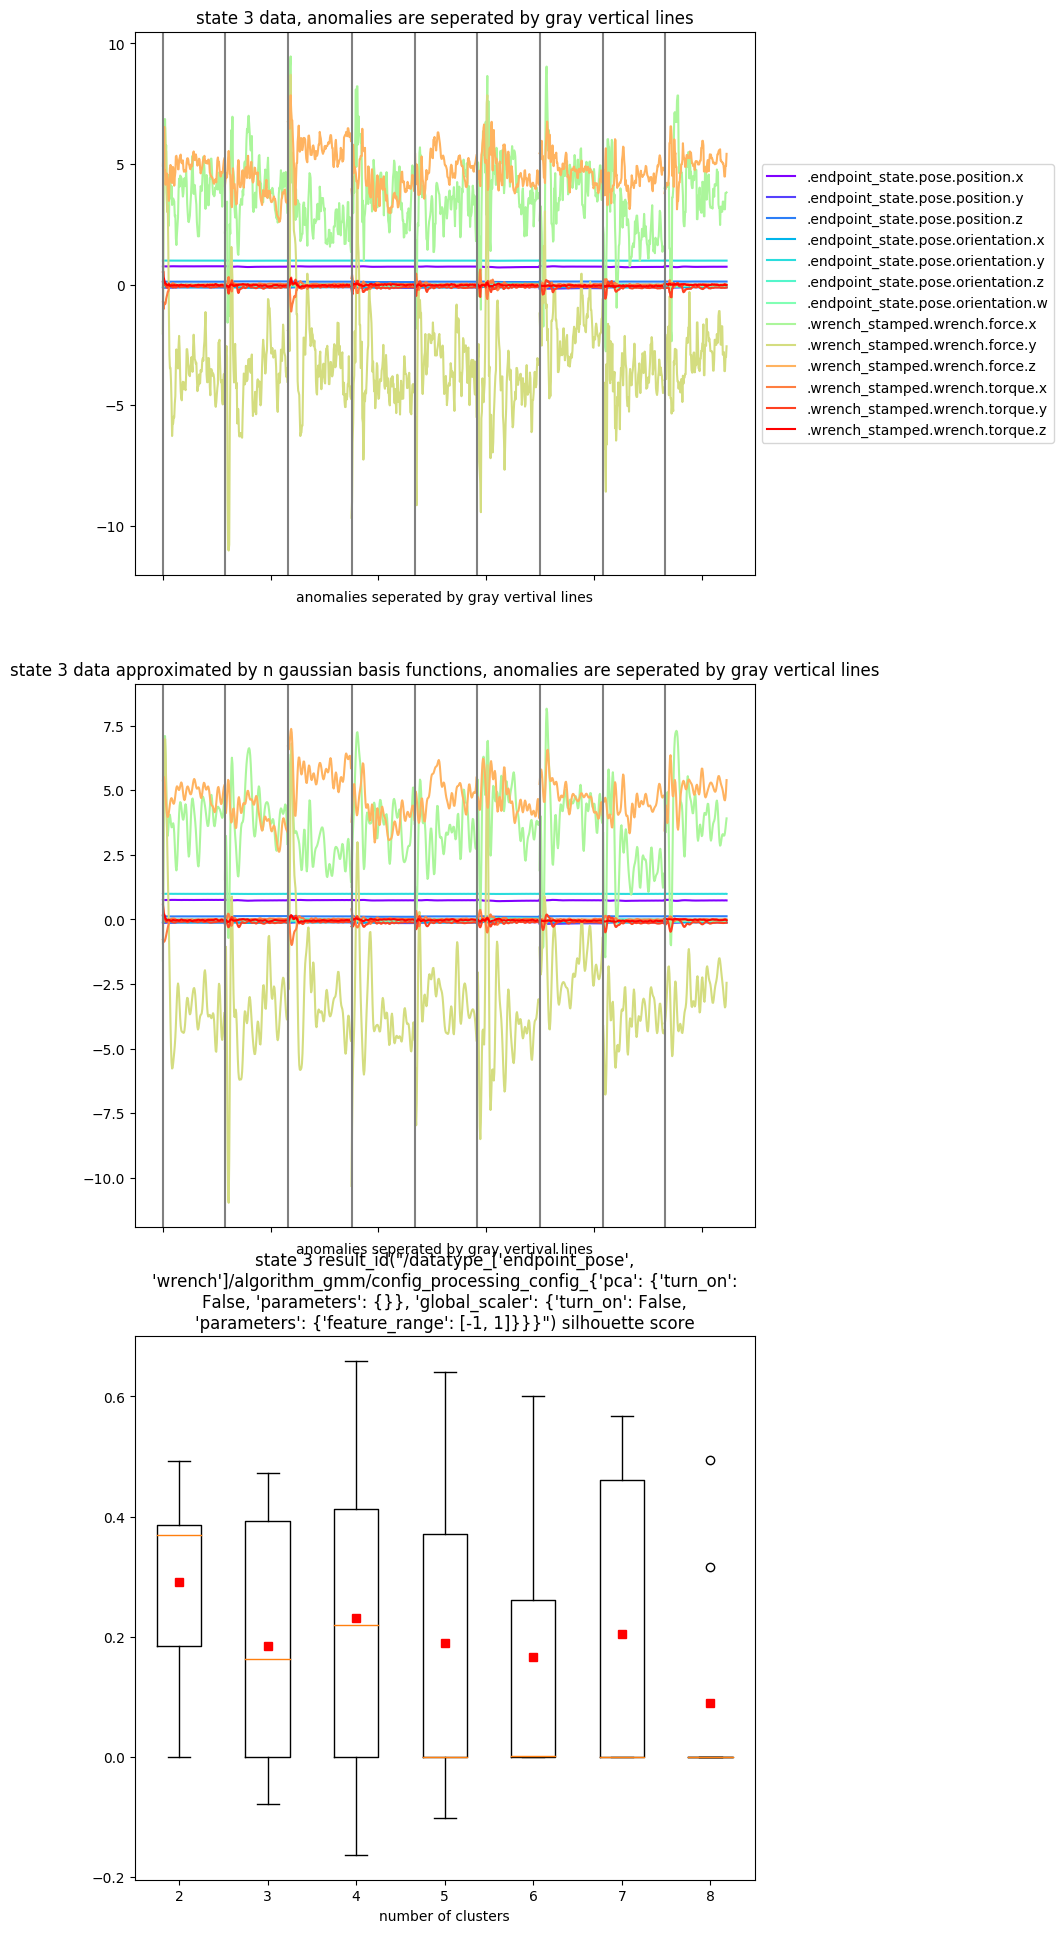 state 3 data, anomalies are seperated by gray vertical lines
10
5
0
−5
−10
anomalies seperated by gray vertival lines
.endpoint_state.pose.position.x
.endpoint_state.pose.position.y
.endpoint_state.pose.position.z
.endpoint_state.pose.orientation.x
.endpoint_state.pose.orientation.y
.endpoint_state.pose.orientation.z
.endpoint_state.pose.orientation.w
.wrench_stamped.wrench.force.x
.wrench_stamped.wrench.force.y
.wrench_stamped.wrench.force.z
.wrench_stamped.wrench.torque.x
.wrench_stamped.wrench.torque.y
.wrench_stamped.wrench.torque.z
state 3 data approximated by n gaussian basis functions, anomalies are seperated by gray vertical lines
7.5
5.0
2.5
0.0
−2.5
−5.0
−7.5
−10.0
anomalies seperated by gray vertival lines
state 3 result_id("/datatype_['endpoint_pose',
'wrench']/algorithm_gmm/config_processing_config_{'pca': {'turn_on':
False, 'parameters': {}}, 'global_scaler': {'turn_on': False,
'parameters': {'feature_range': [-1, 1]}}}") silhouette score
0.6
0.4
0.2
0.0
−0.2
2 3 4 5 6 7 8
number of clusters